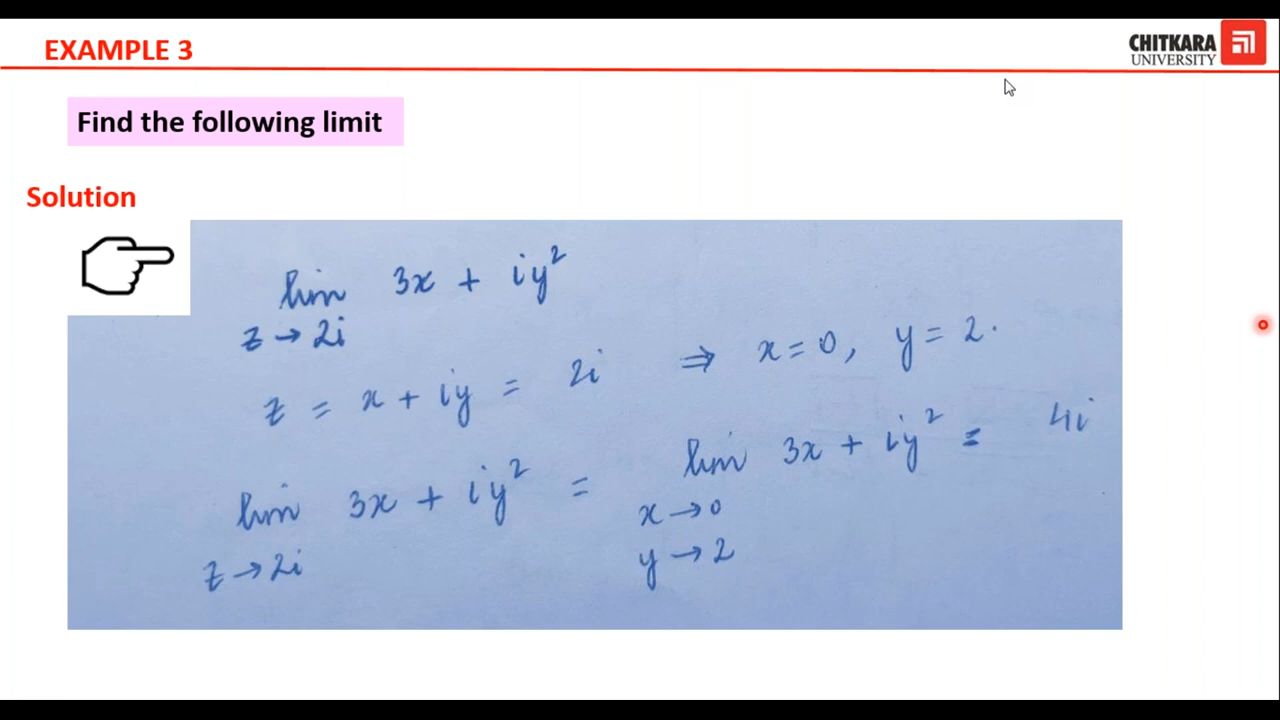 EXAMPLE 3
CHITKARA
UNIVERSITY
Find the following limit
Solution
lim 3x + iy²
z → 2i
z = x + iy = 2i ⇒ x = 0, y = 2.
lim 3x + iy² = lim 3x + iy² = 4i
z → 2i x → 0
y → 2